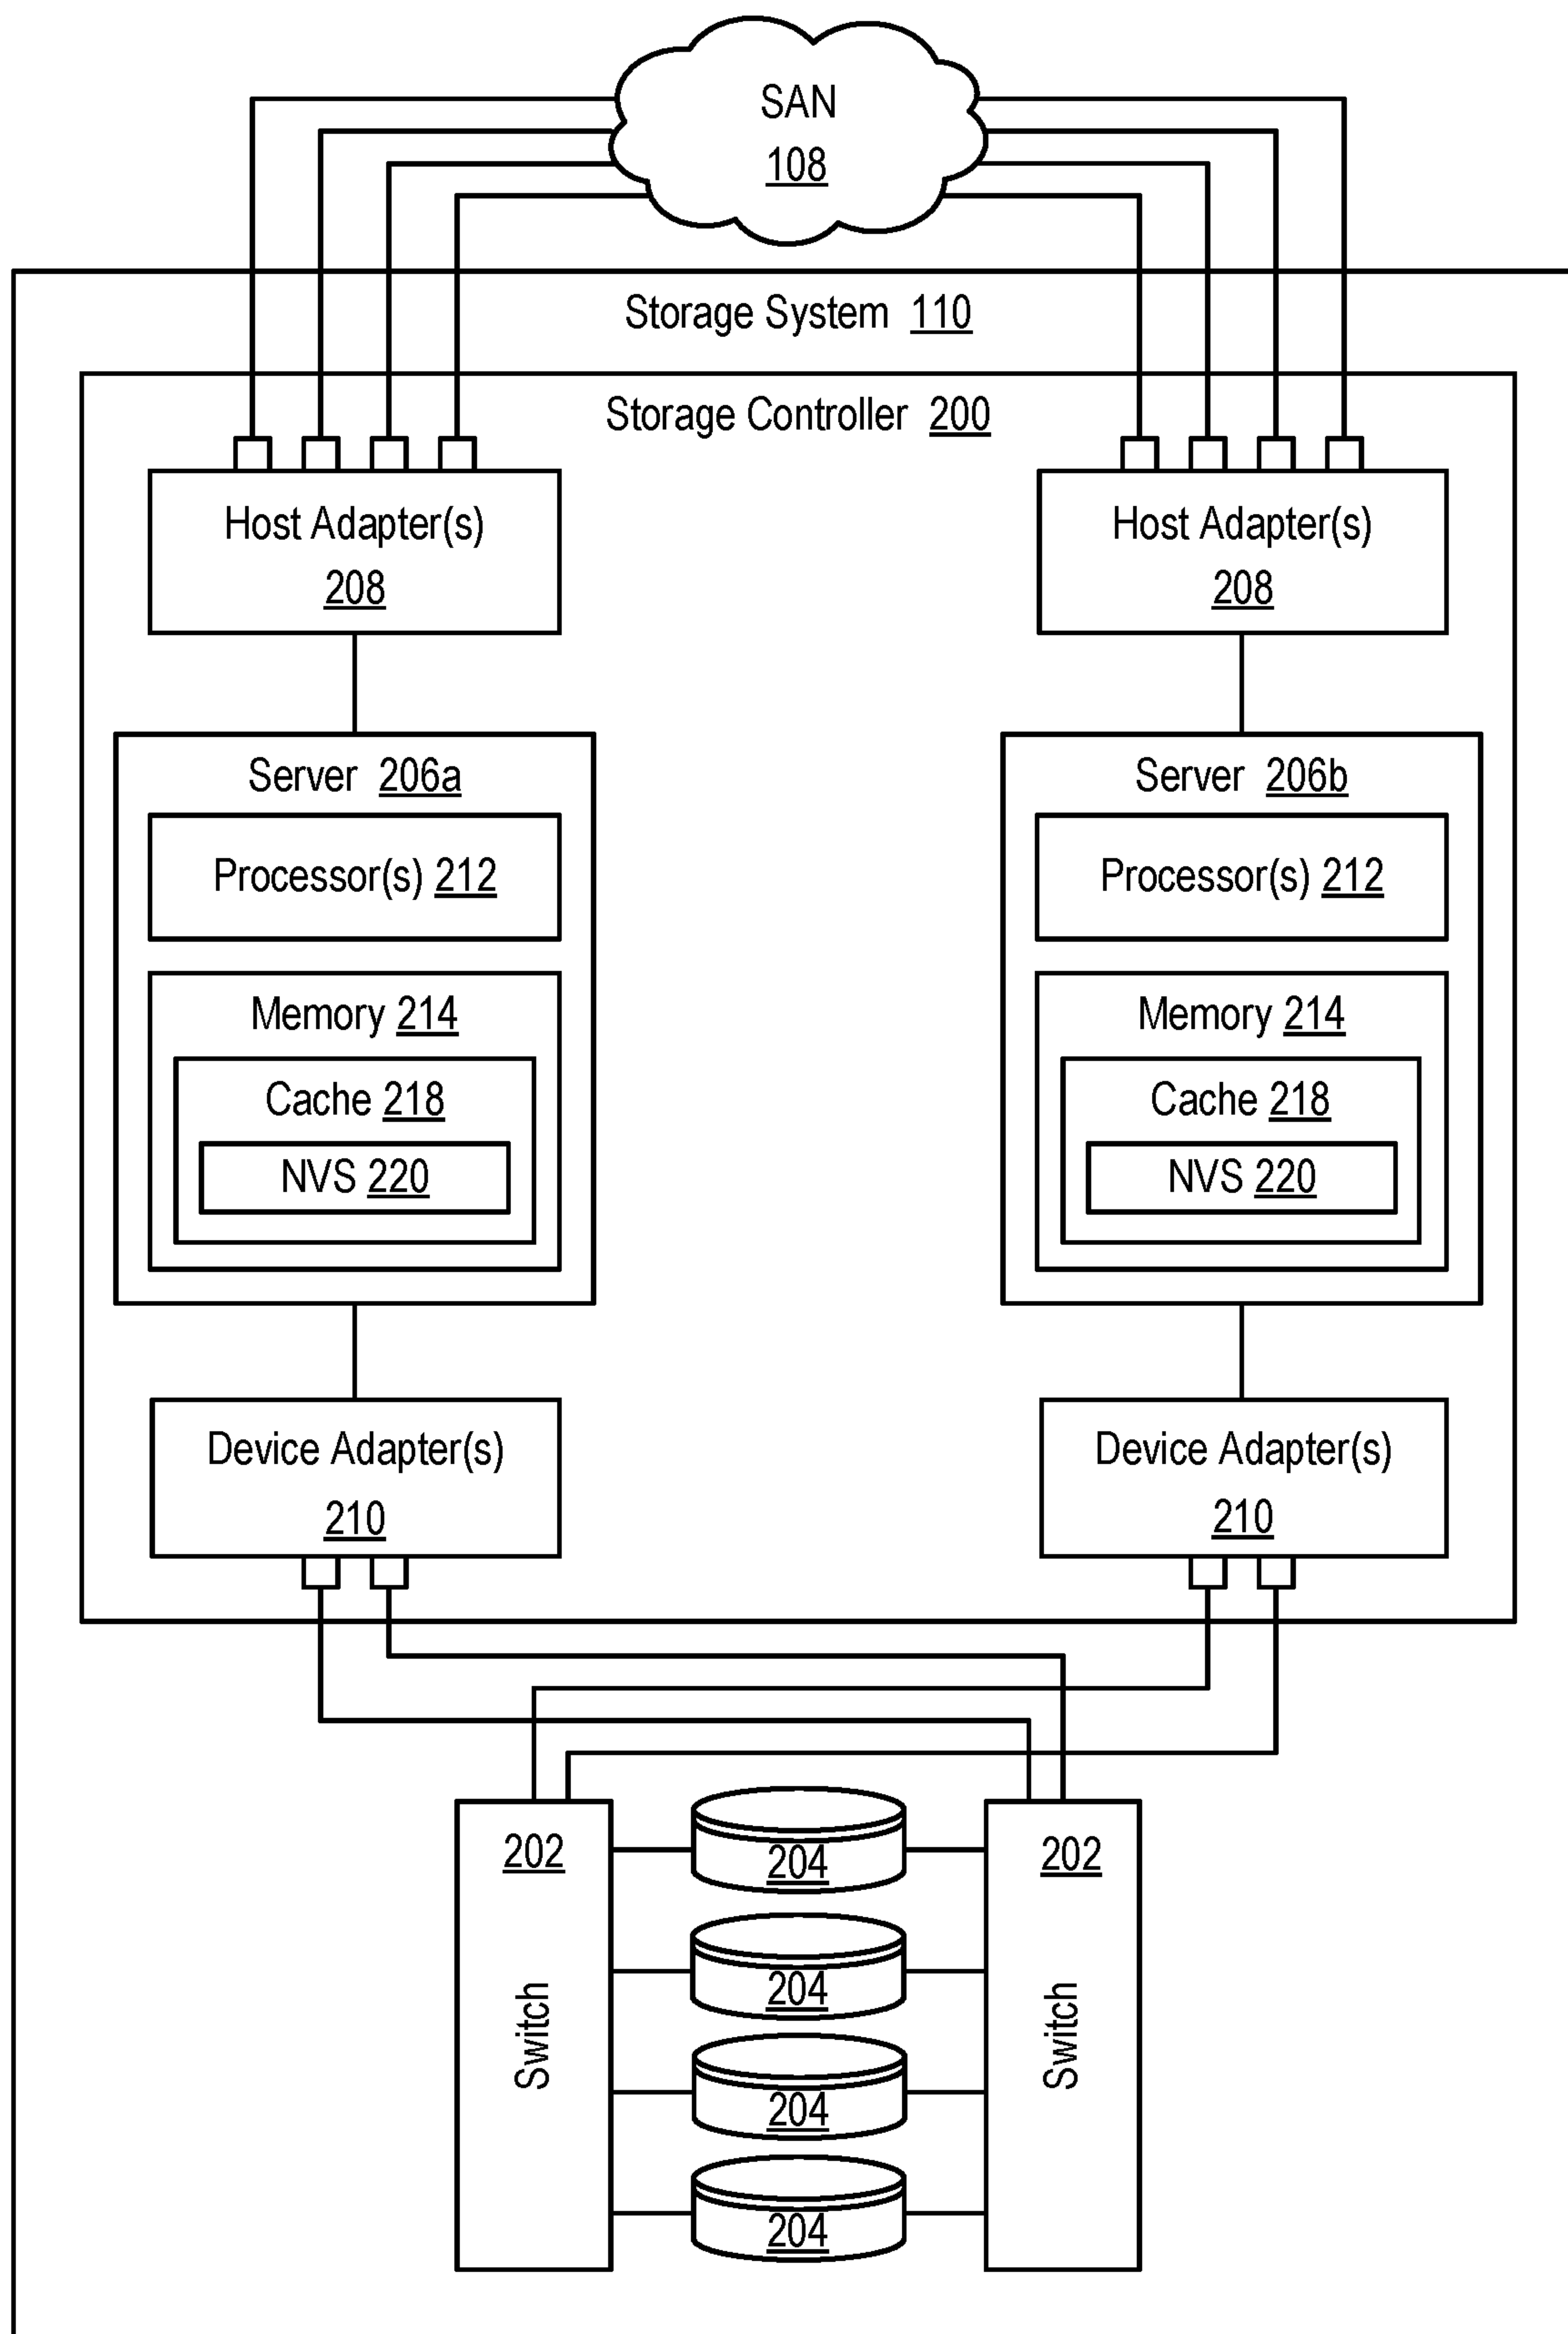 SAN
108
Storage System 110
Storage Controller 200
Host Adapter(s)
208
Host Adapter(s)
208
Server 206a
Processor(s) 212
Memory 214
Cache 218
NVS 220
Server 206b
Processor(s) 212
Memory 214
Cache 218
NVS 220
Device Adapter(s)
210
Device Adapter(s)
210
202
Switch
204
204
204
204
202
Switch